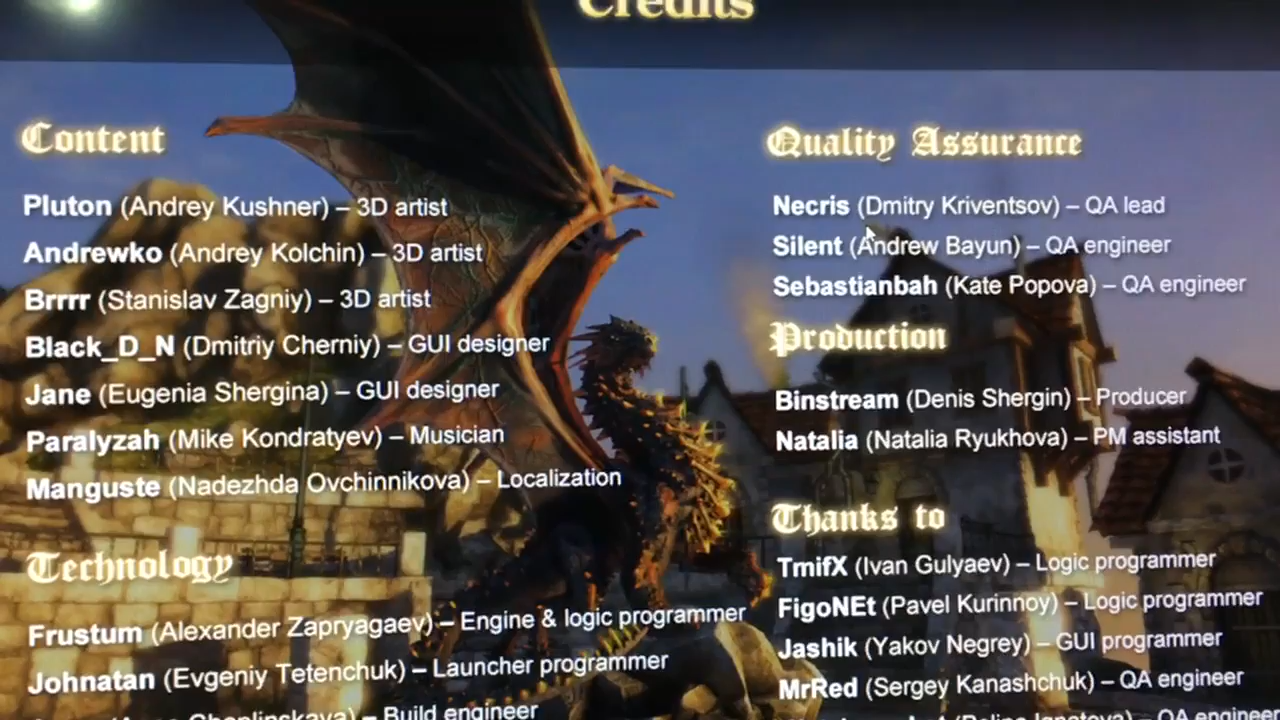 Credits
Content
Pluton (Andrey Kushner) – 3D artist
Andrewko (Andrey Kolchin) – 3D artist
Brrrr (Stanislav Zagniy) – 3D artist
Black_D_N (Dmitriy Cherniy) – GUI designer
Jane (Eugenia Shergina) – GUI designer
Paralyzah (Mike Kondratyev) – Musician
Manguste (Nadezhda Ovchinnikova) – Localization
Technology
Frustum (Alexander Zapryagaev) – Engine & logic programmer
Johnatan (Evgeniy Tetenchuk) – Launcher programmer
– Build engineer
Quality Assurance
Necris (Dmitry Kriventsov) – QA lead
Silent (Andrew Bayun) – QA engineer
Sebastianbah (Kate Popova) – QA engineer
Production
Binstream (Denis Shergin) – Producer
Natalia (Natalia Ryukhova) – PM assistant
Thanks to
TmifX (Ivan Gulyaev) – Logic programmer
FigoNEt (Pavel Kurinnoy) – Logic programmer
Jashik (Yakov Negrey) – GUI programmer
MrRed (Sergey Kanashchuk) – QA engineer
– QA engineer